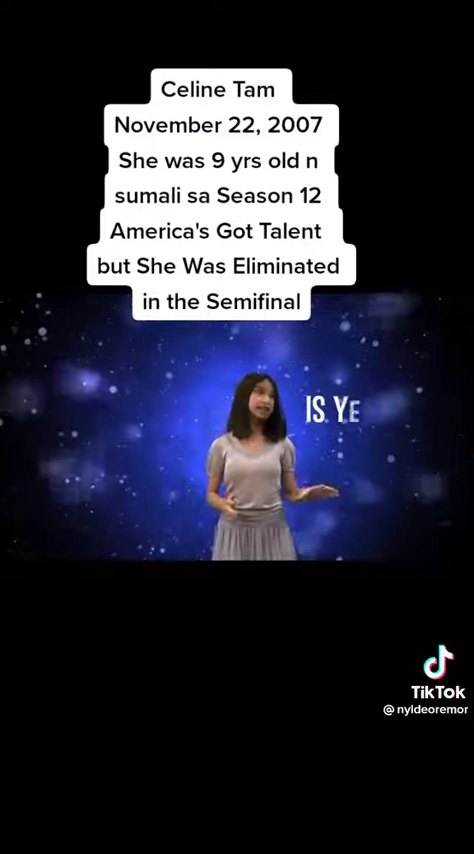 Celine Tam
November 22, 2007
She was 9 yrs old n
sumali sa Season 12
America's Got Talent
but She Was Eliminated
in the Semifinal
IS YE
TikTok
@ nyldeoremor